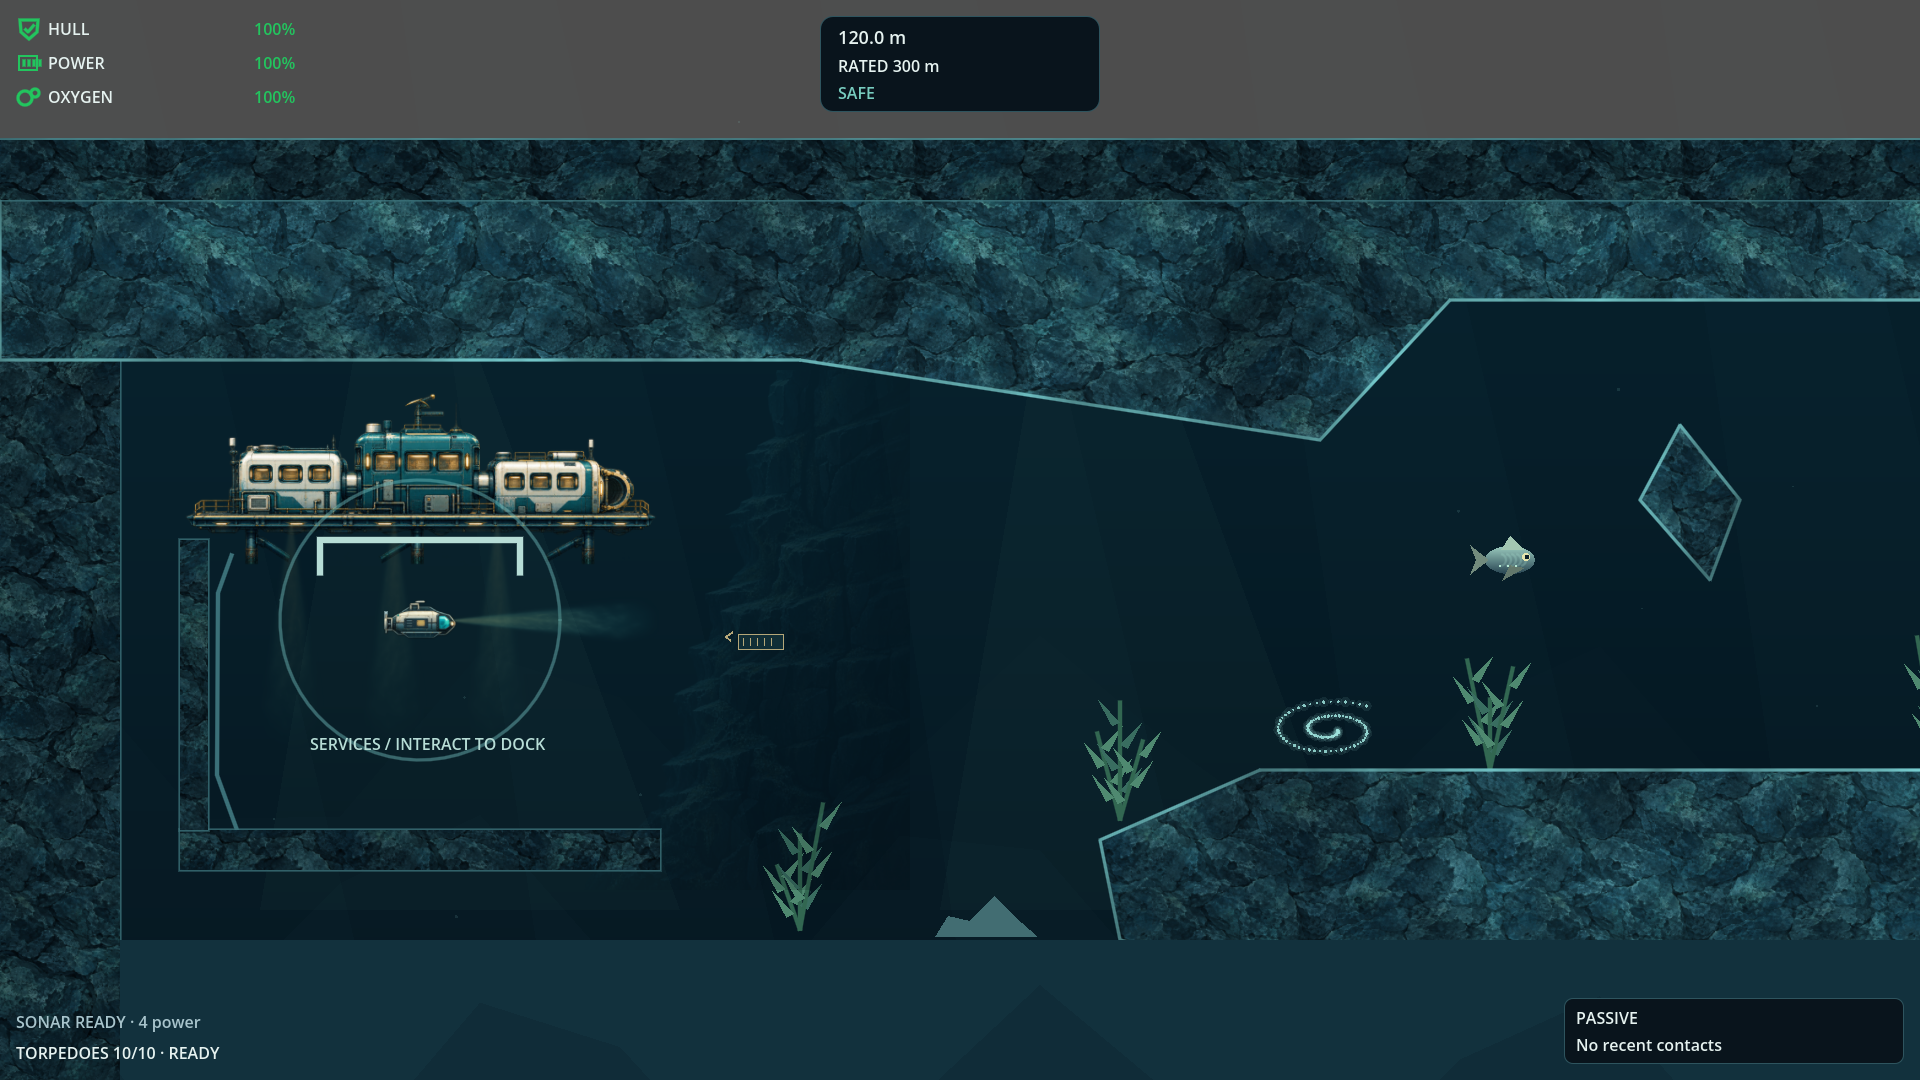 HULL 100%
POWER 100%
OXYGEN 100%
120.0 m
RATED 300 m
SAFE
SERVICES / INTERACT TO DOCK
SONAR READY · 4 power
TORPEDOES 10/10 · READY
PASSIVE
No recent contacts